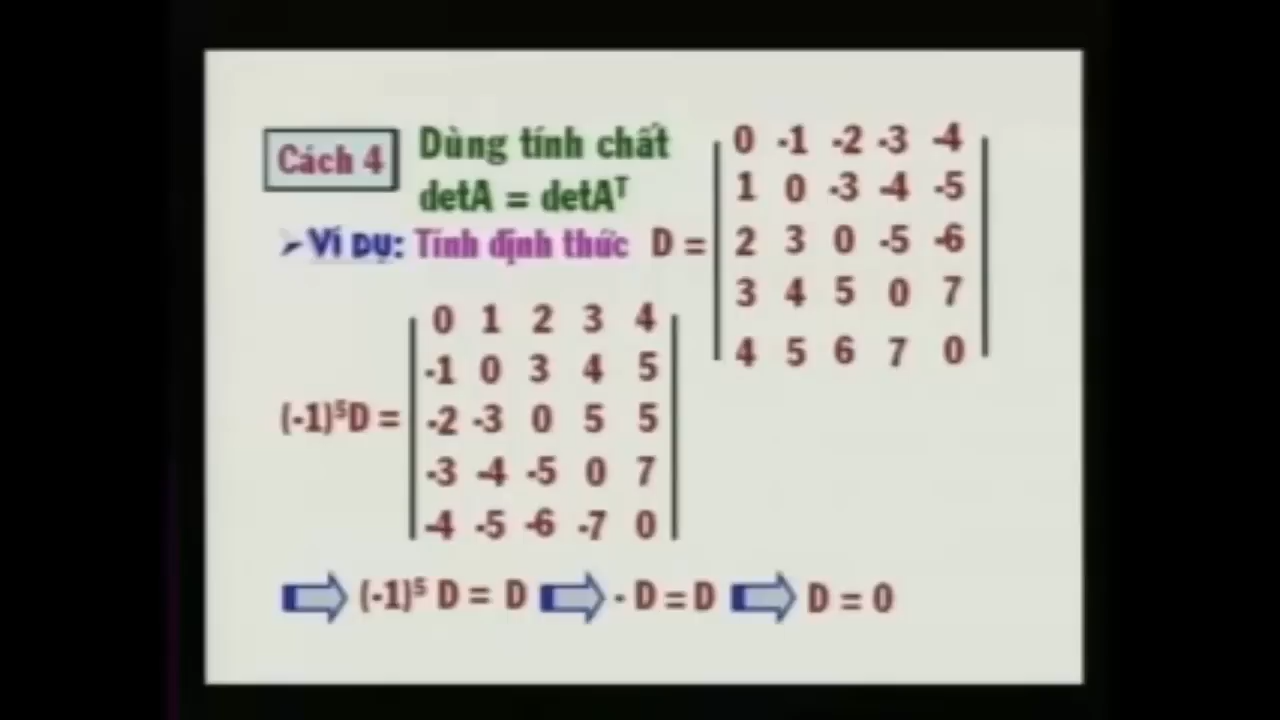 Cách 4
Dùng tính chất
detA = detAᵀ
➢Ví Dụ: Tính định thức D =
0 -1 -2 -3 -4
1 0 -3 -4 -5
2 3 0 -5 -6
3 4 5 0 7
4 5 6 7 0
(-1)⁵D =
0 1 2 3 4
-1 0 3 4 5
-2 -3 0 5 5
-3 -4 -5 0 7
-4 -5 -6 -7 0
⇨ (-1)⁵ D = D ⇨ - D = D ⇨ D = 0